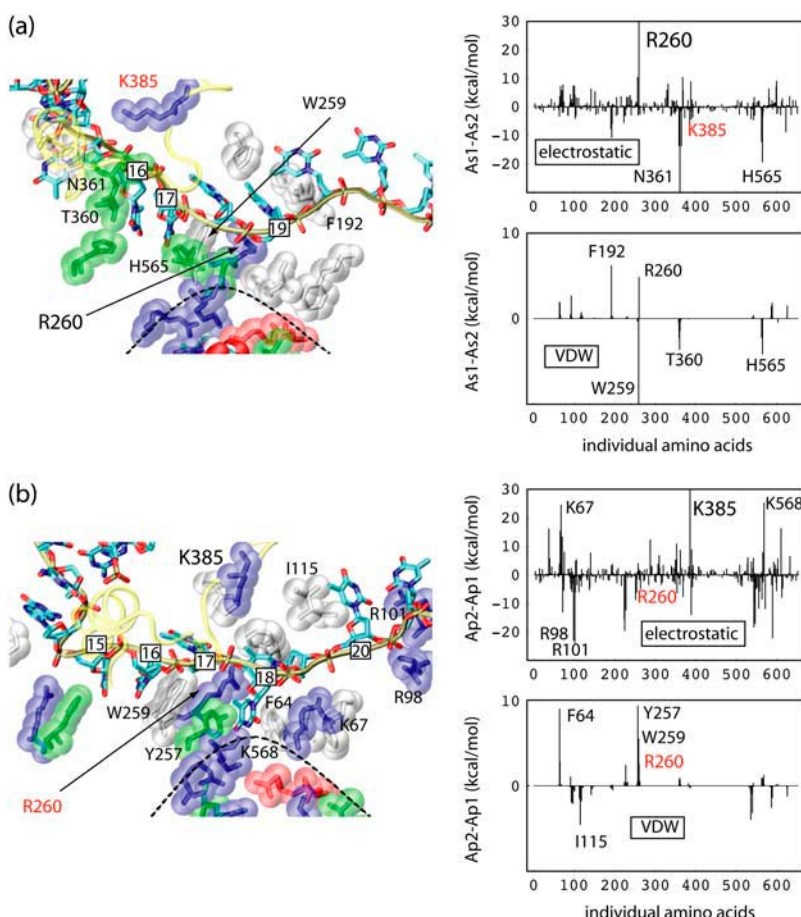 (a)
K385
W259
16
N361
17
T360
19
F192
H565
R260
As1-As2 (kcal/mol)
30
20
10
0
-10
-20
R260
K385
electrostatic
N361
H565
0 100 200 300 400 500 600
As1-As2 (kcal/mol)
10
5
0
F192
R260
VDW
T360
H565
W259
0 100 200 300 400 500 600
individual amino acids
(b)
K385
I115
R101
15
16
17
18
20
W259
F64
R98
Y257
K67
K568
R260
Ap2-Ap1 (kcal/mol)
30
20
10
0
-10
-20
K67
K385
K568
R260
R98
R101
electrostatic
0 100 200 300 400 500 600
Ap2-Ap1 (kcal/mol)
10
5
0
F64
Y257
W259
R260
I115
VDW
0 100 200 300 400 500 600
individual amino acids